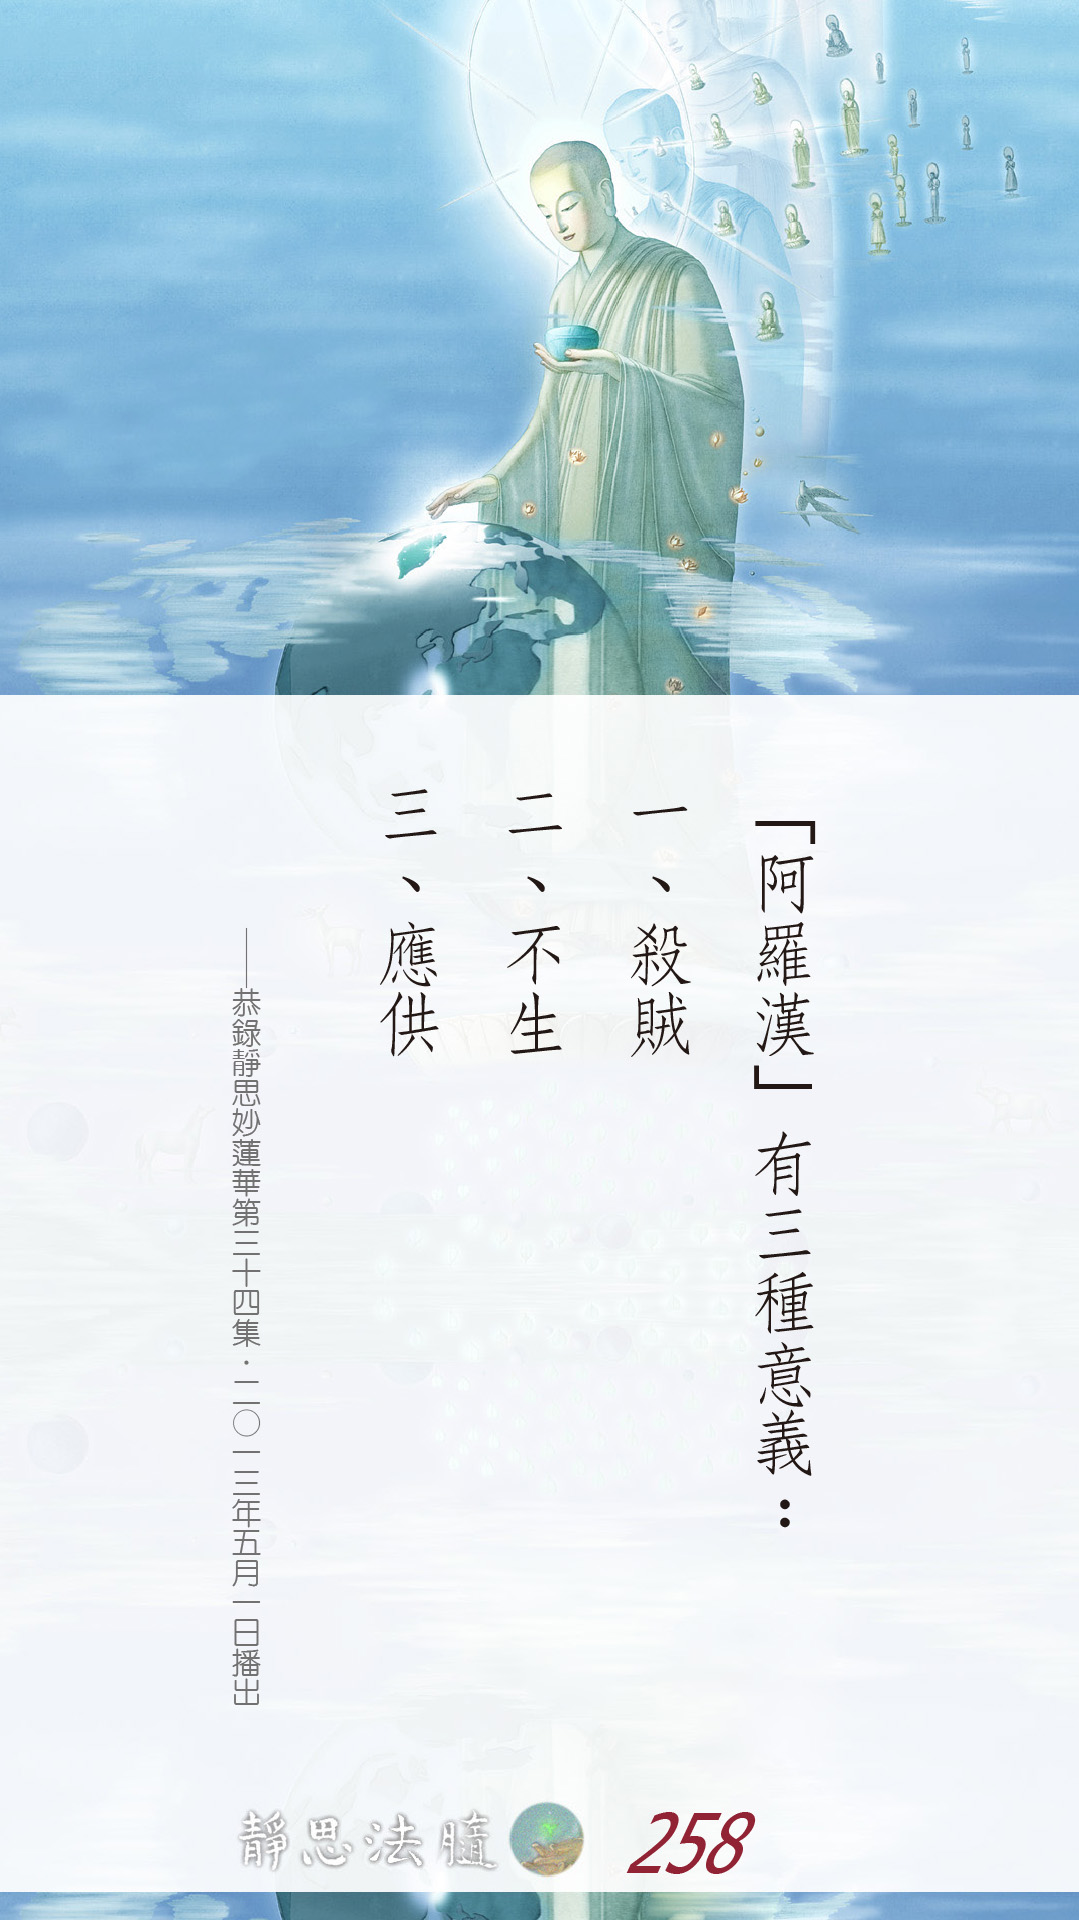 「阿羅漢」有三種意義：
一、殺賊
二、不生
三、應供
──恭錄靜思妙蓮華第三十四集．二〇一三年五月一日播出
靜思法髓
258